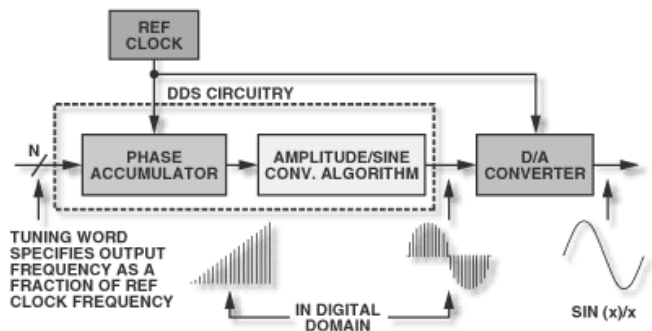 REF
CLOCK
DDS CIRCUITRY
N
PHASE
ACCUMULATOR
AMPLITUDE/SINE
CONV. ALGORITHM
D/A
CONVERTER
TUNING WORD
SPECIFIES OUTPUT
FREQUENCY AS A
FRACTION OF REF
CLOCK FREQUENCY
IN DIGITAL
DOMAIN
SIN (x)/x